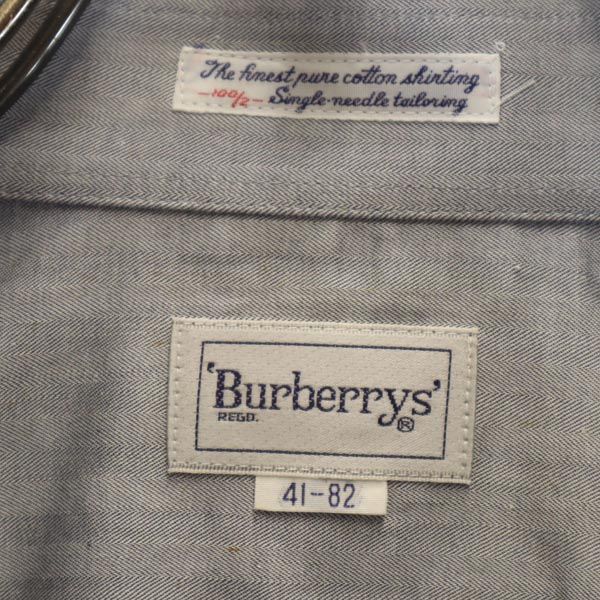 The finest pure cotton shirting
-100/2- Single-needle tailoring
'Burberrys'
REGD. ®
41-82